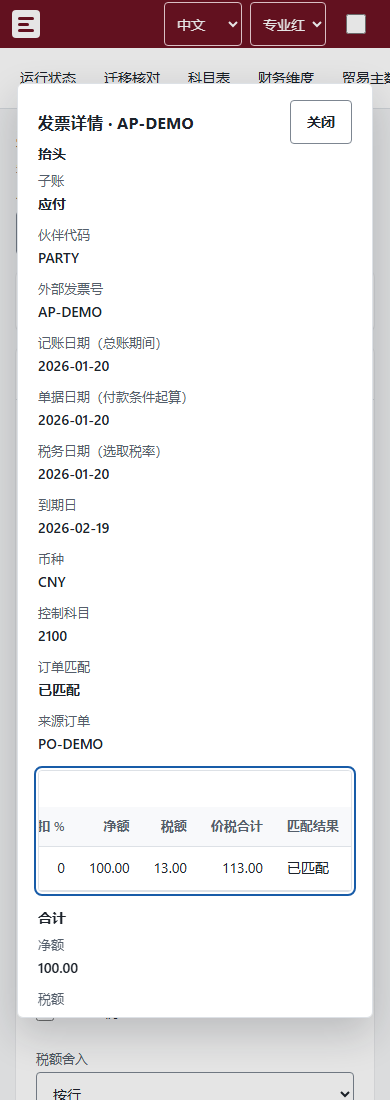 中文 专业红
运行状态 迁移核对 科目表 财务维度 贸易主数
发票详情 · AP-DEMO
关闭
抬头
子账
应付
伙伴代码
PARTY
外部发票号
AP-DEMO
记账日期（总账期间）
2026-01-20
单据日期（付款条件起算）
2026-01-20
税务日期（选取税率）
2026-01-20
到期日
2026-02-19
币种
CNY
控制科目
2100
订单匹配
已匹配
来源订单
PO-DEMO
扣 % 净额 税额 价税合计 匹配结果
0 100.00 13.00 113.00 已匹配
合计
净额
100.00
税额
税额舍入
按行